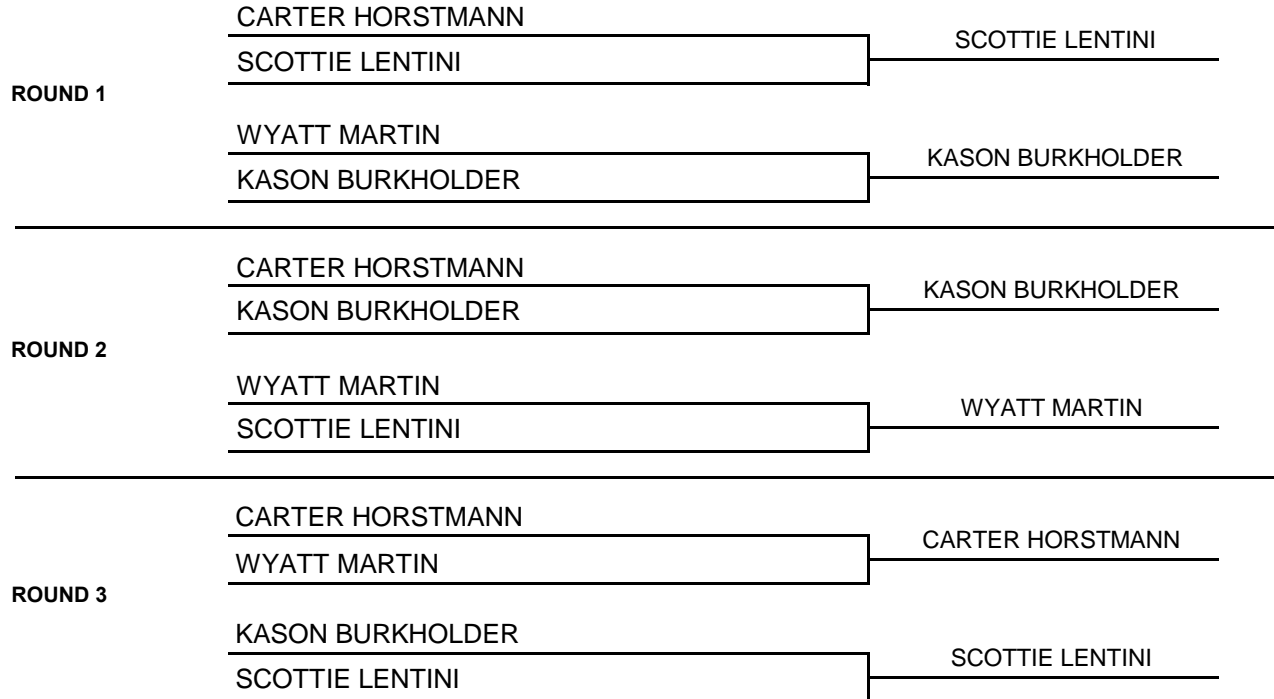 CARTER HORSTMANN
SCOTTIE LENTINI
SCOTTIE LENTINI
ROUND 1
WYATT MARTIN
KASON BURKHOLDER
KASON BURKHOLDER
CARTER HORSTMANN
KASON BURKHOLDER
KASON BURKHOLDER
ROUND 2
WYATT MARTIN
WYATT MARTIN
SCOTTIE LENTINI
CARTER HORSTMANN
CARTER HORSTMANN
WYATT MARTIN
ROUND 3
KASON BURKHOLDER
SCOTTIE LENTINI
SCOTTIE LENTINI